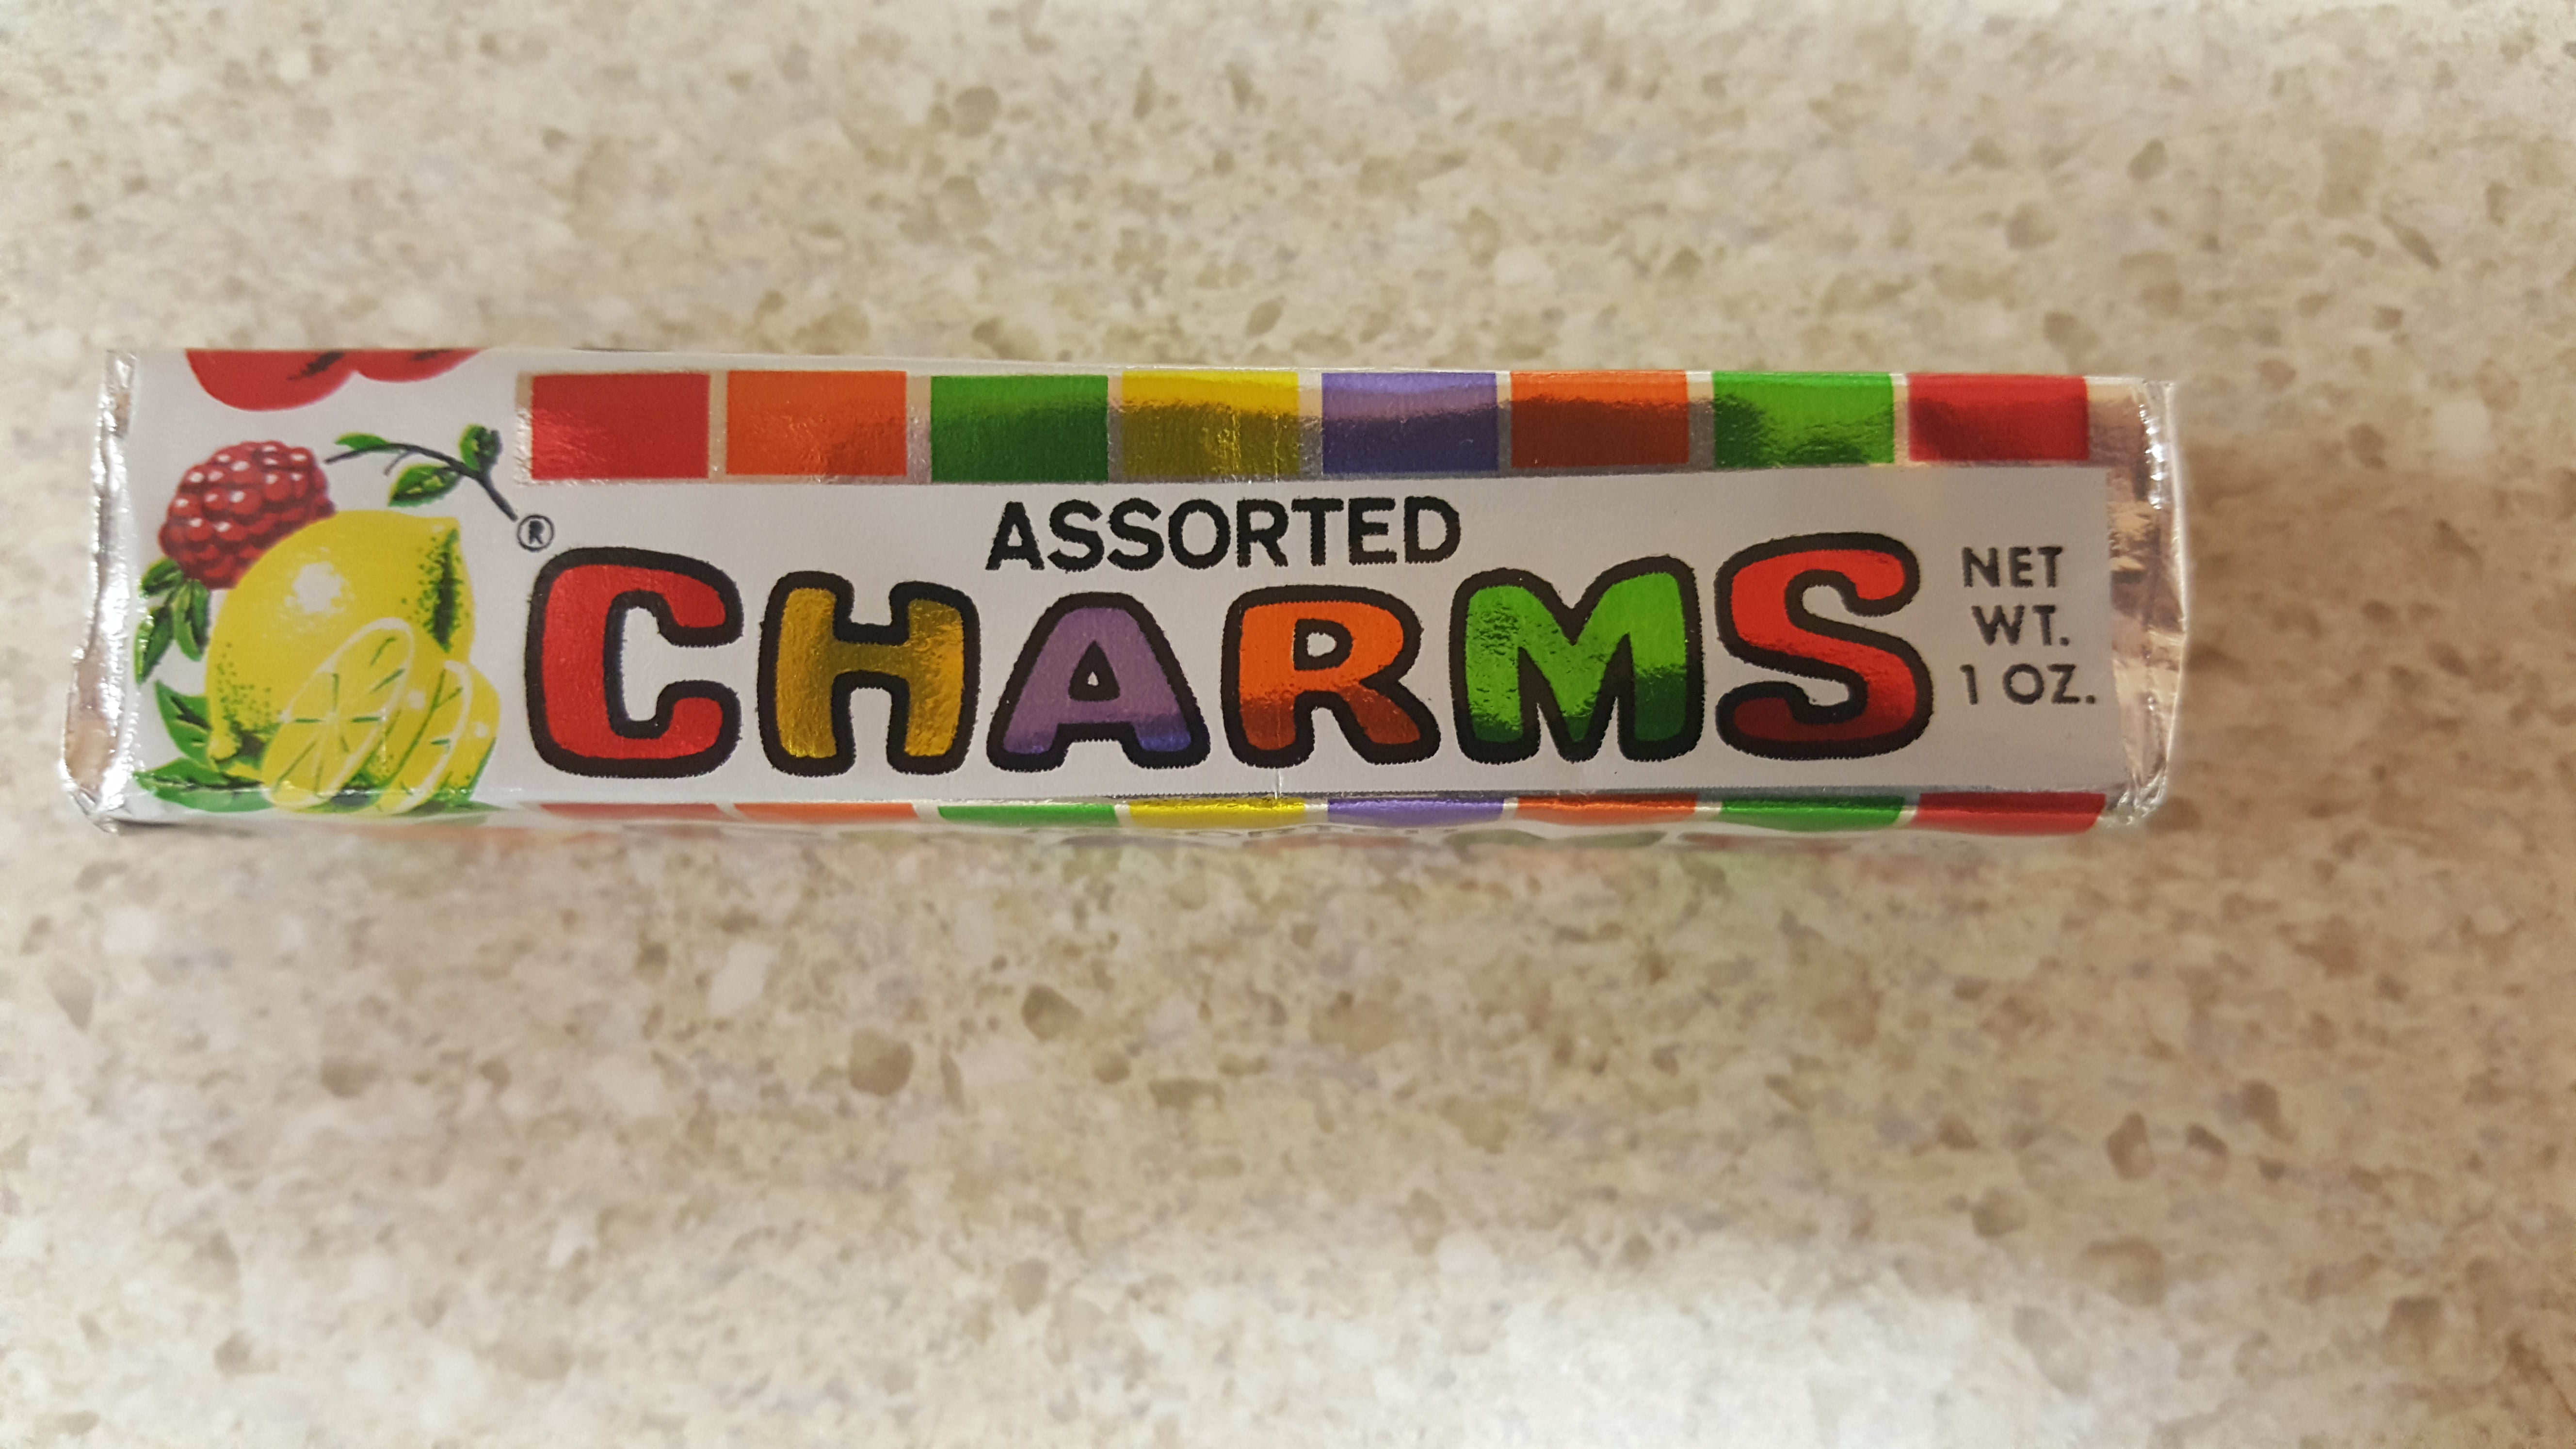 ASSORTED
®
CHARMS
NET
WT.
1 OZ.